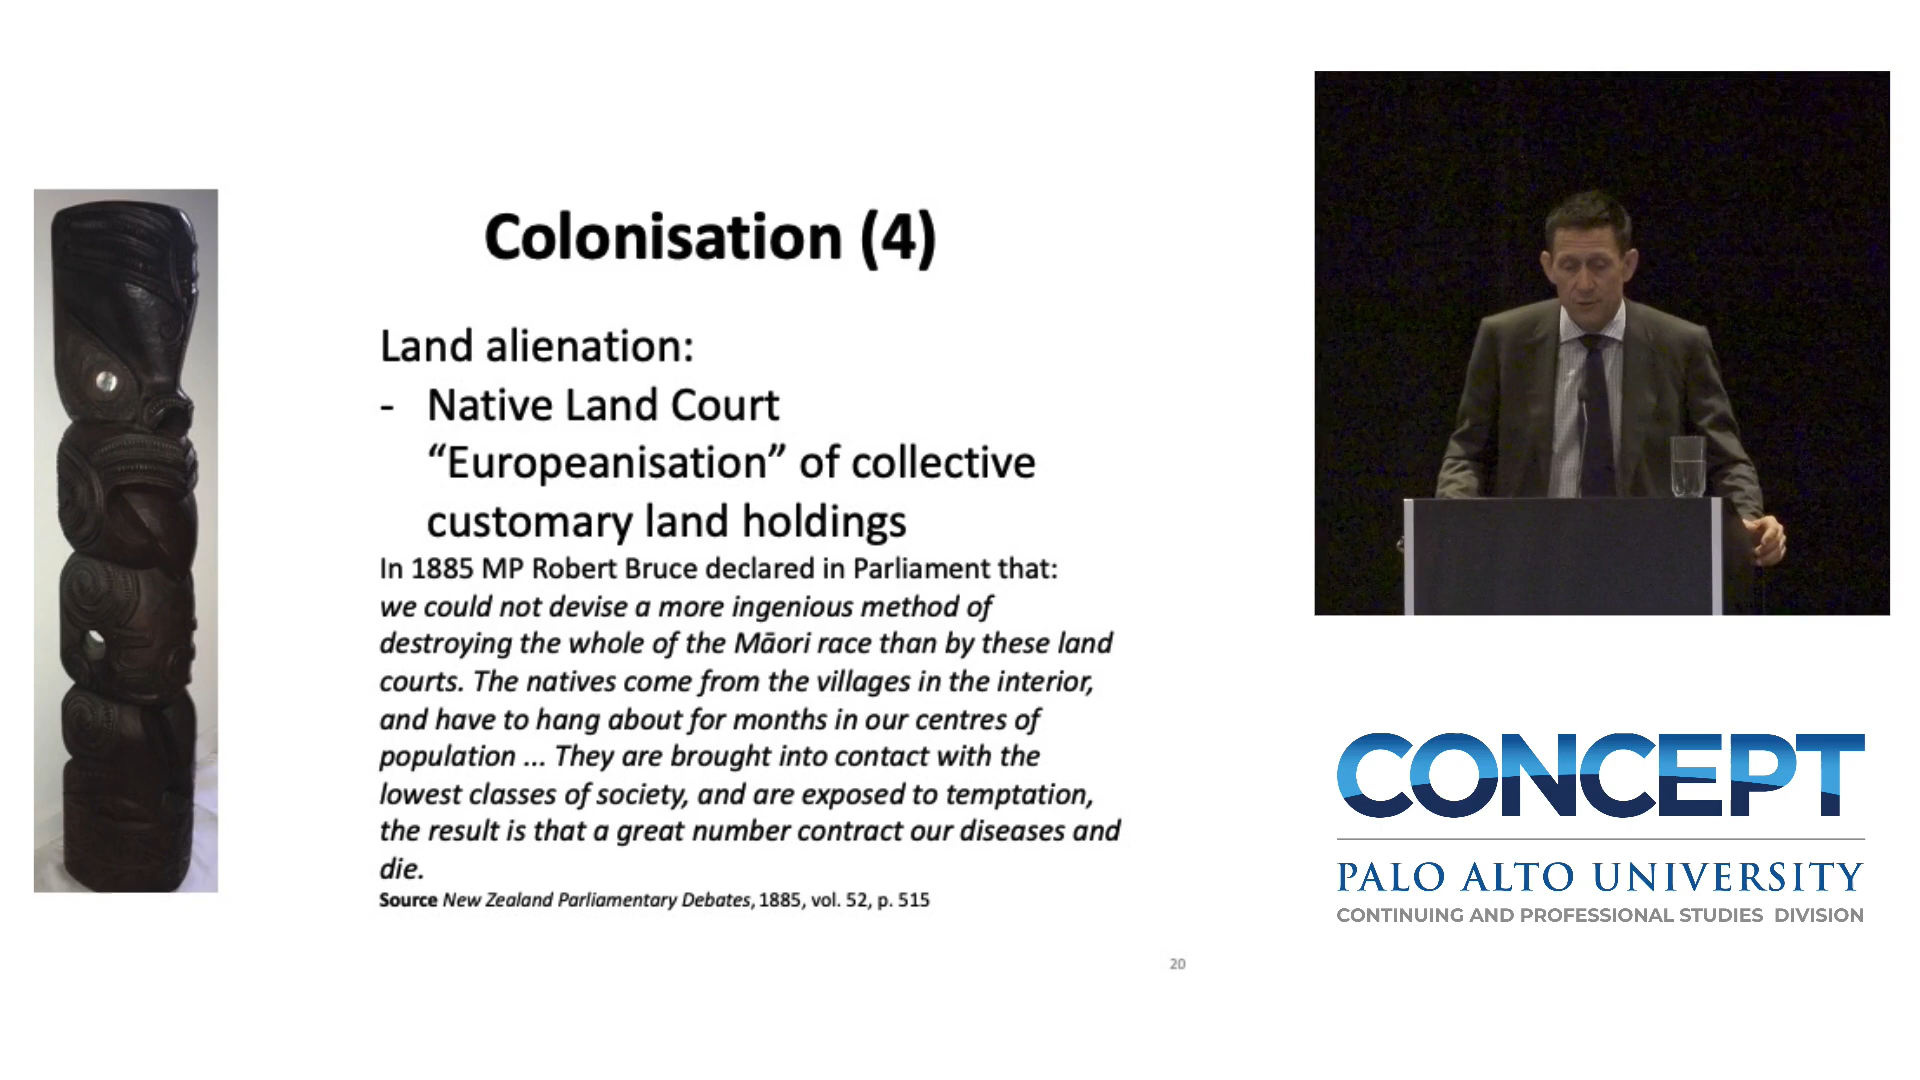 Colonisation (4)
Land alienation:
- Native Land Court
“Europeanisation” of collective
customary land holdings
In 1885 MP Robert Bruce declared in Parliament that:
we could not devise a more ingenious method of
destroying the whole of the Māori race than by these land
courts. The natives come from the villages in the interior,
and have to hang about for months in our centres of
population ... They are brought into contact with the
lowest classes of society, and are exposed to temptation,
the result is that a great number contract our diseases and
die.
Source New Zealand Parliamentary Debates, 1885, vol. 52, p. 515
20
CONCEPT
PALO ALTO UNIVERSITY
CONTINUING AND PROFESSIONAL STUDIES DIVISION